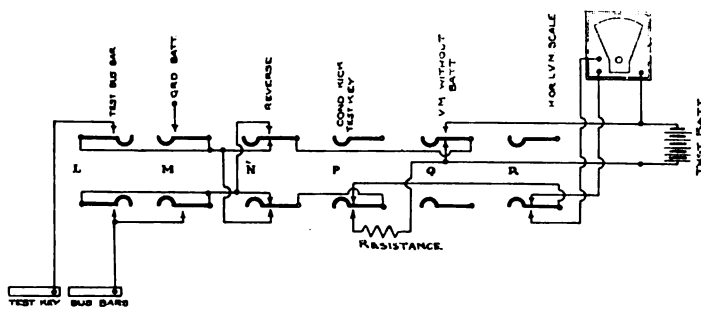 TEST BUS BAR
GRD BATT.
REVERSE
COND KICK
TEST KEY
VM WITHOUT
BATT
H OR L VM SCALE
TEST BATT
L
M
N
P
Q
R
RESISTANCE
TEST KEY
BUS BARS